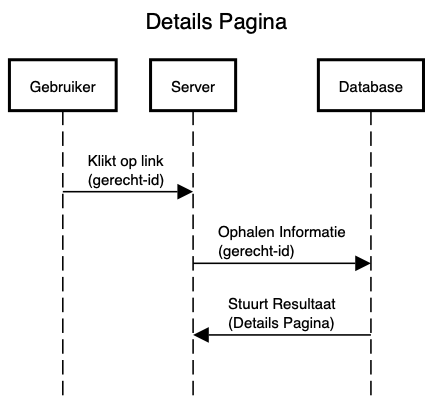 Details Pagina
Gebruiker
Server
Database
Klikt op link
(gerecht-id)
Ophalen Informatie
(gerecht-id)
Stuurt Resultaat
(Details Pagina)